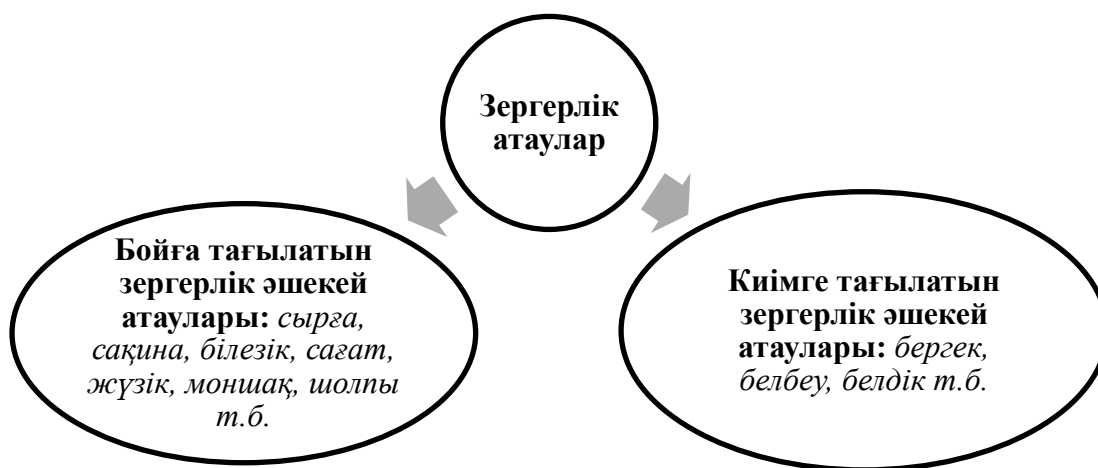 Зергерлік
атаулар
Бойға тағылатын
зергерлік әшекей
атаулары: сырға,
сақина, білезік, сағат,
жүзік, моншақ, шолпы
т.б.
Киімге тағылатын
зергерлік әшекей
атаулары: бергек,
белбеу, белдік т.б.